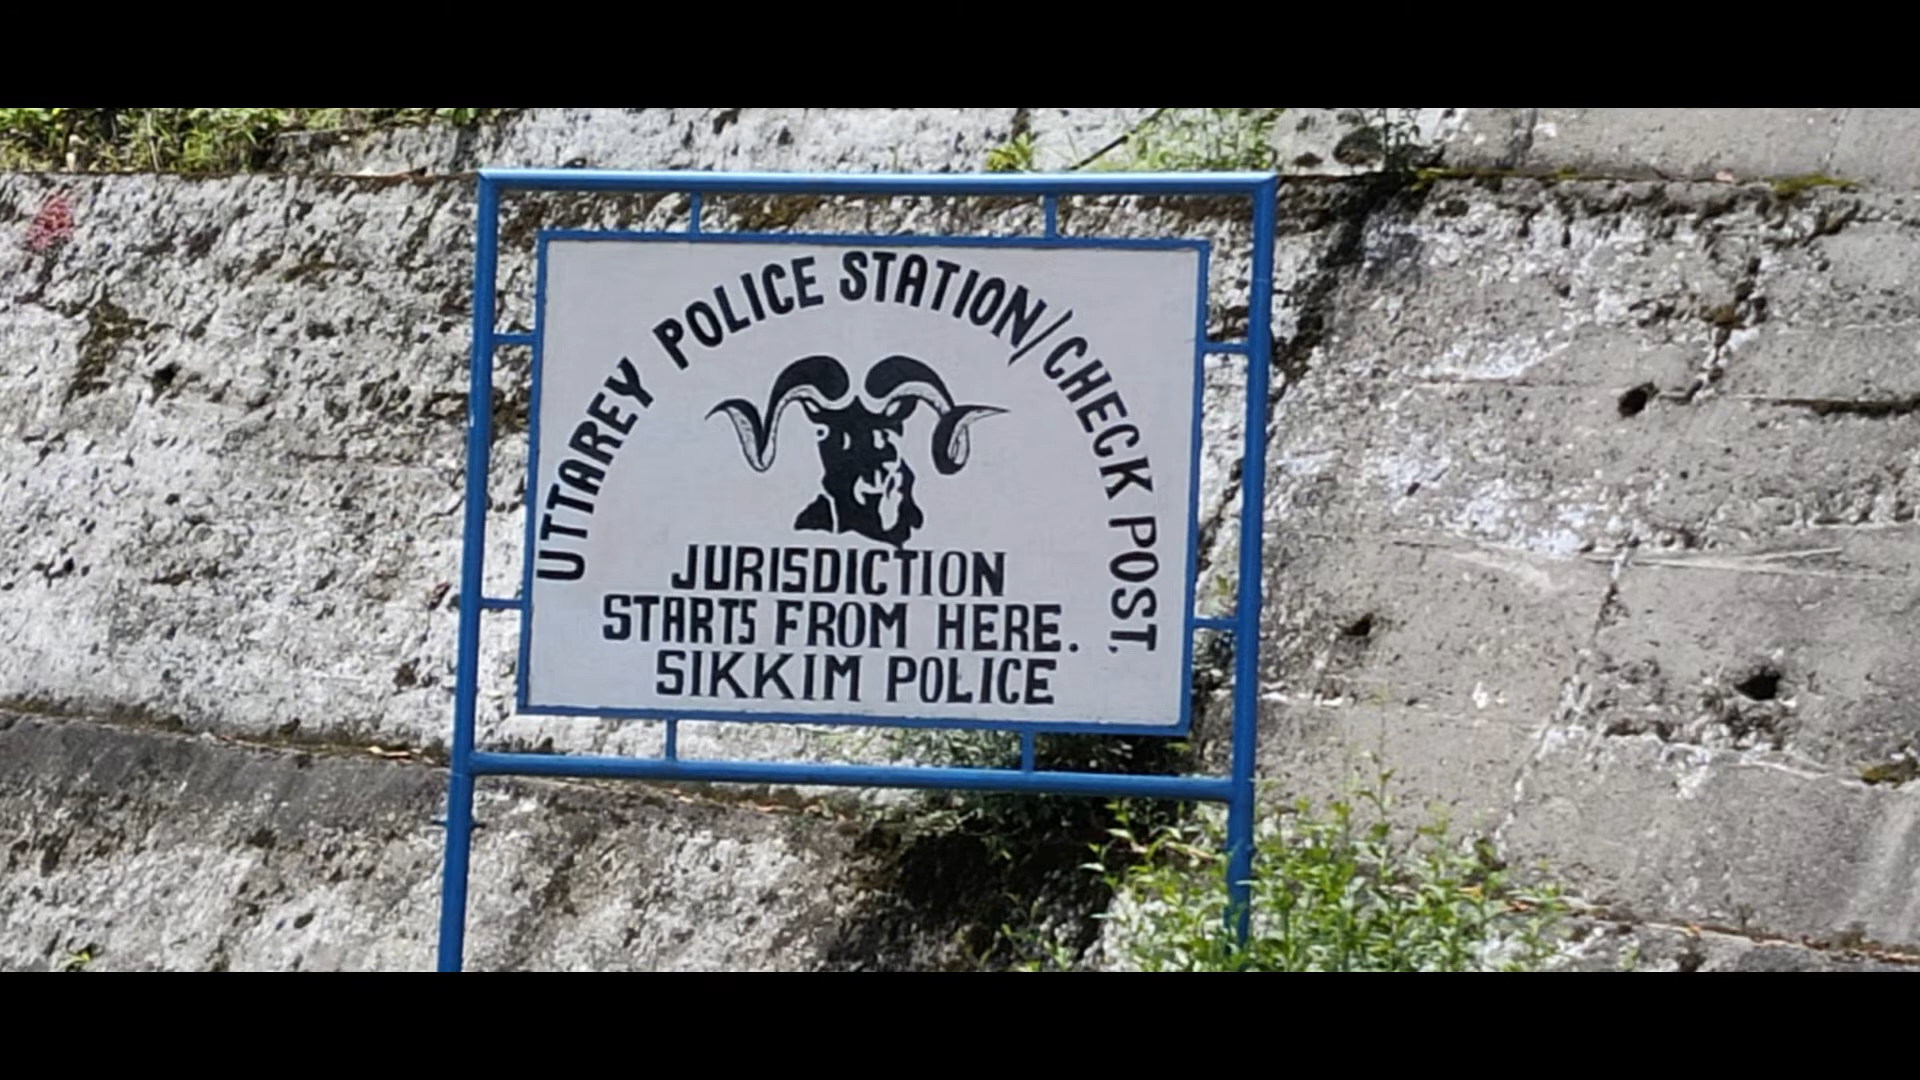 UTTAREY POLICE STATION/CHECK POST.
JURISDICTION
STARTS FROM HERE.
SIKKIM POLICE